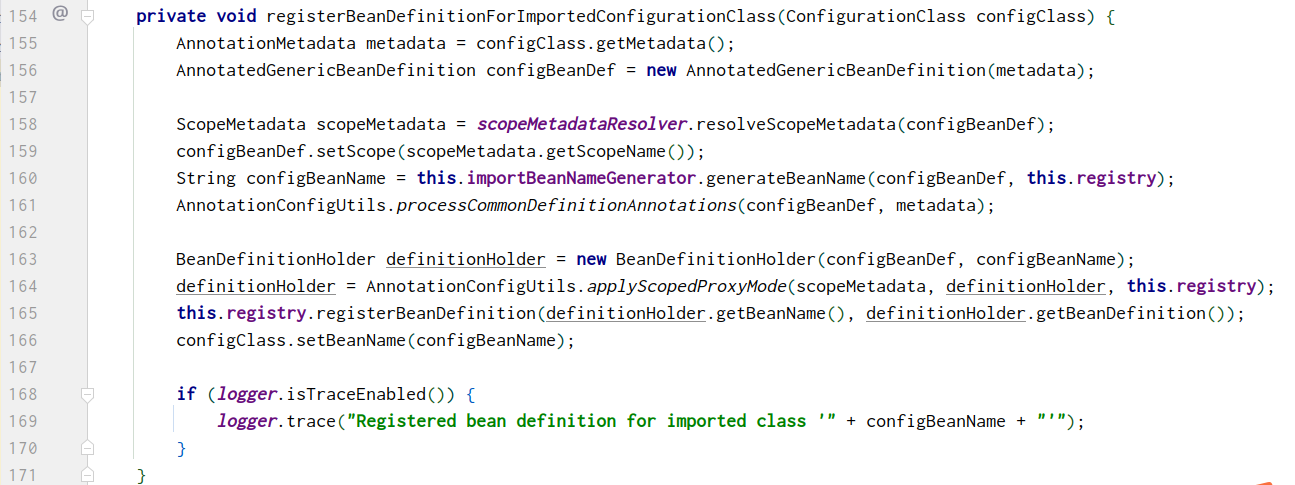 154 @ private void registerBeanDefinitionForImportedConfigurationClass(ConfigurationClass configClass) {
155 AnnotationMetadata metadata = configClass.getMetadata();
156 AnnotatedGenericBeanDefinition configBeanDef = new AnnotatedGenericBeanDefinition(metadata);
157
158 ScopeMetadata scopeMetadata = scopeMetadataResolver.resolveScopeMetadata(configBeanDef);
159 configBeanDef.setScope(scopeMetadata.getScopeName());
160 String configBeanName = this.importBeanNameGenerator.generateBeanName(configBeanDef, this.registry);
161 AnnotationConfigUtils.processCommonDefinitionAnnotations(configBeanDef, metadata);
162
163 BeanDefinitionHolder definitionHolder = new BeanDefinitionHolder(configBeanDef, configBeanName);
164 definitionHolder = AnnotationConfigUtils.applyScopedProxyMode(scopeMetadata, definitionHolder, this.registry);
165 this.registry.registerBeanDefinition(definitionHolder.getBeanName(), definitionHolder.getBeanDefinition());
166 configClass.setBeanName(configBeanName);
167
168 if (logger.isTraceEnabled()) {
169 logger.trace("Registered bean definition for imported class '" + configBeanName + "'");
170 }
171 }